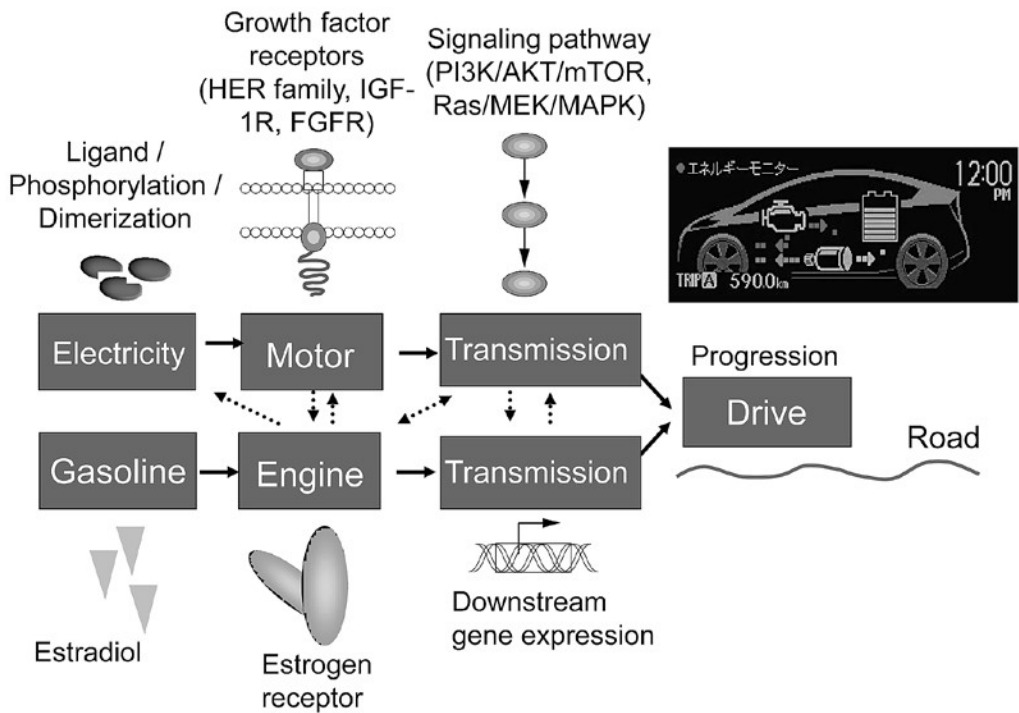 Growth factor
receptors
(HER family, IGF-
1R, FGFR)
Signaling pathway
(PI3K/AKT/mTOR,
Ras/MEK/MAPK)
Ligand /
Phosphorylation /
Dimerization
エネルギーモニター
12:00
PM
TRIP A 590.0km
Electricity
Motor
Transmission
Progression
Drive
Road
Gasoline
Engine
Transmission
Estradiol
Estrogen
receptor
Downstream
gene expression